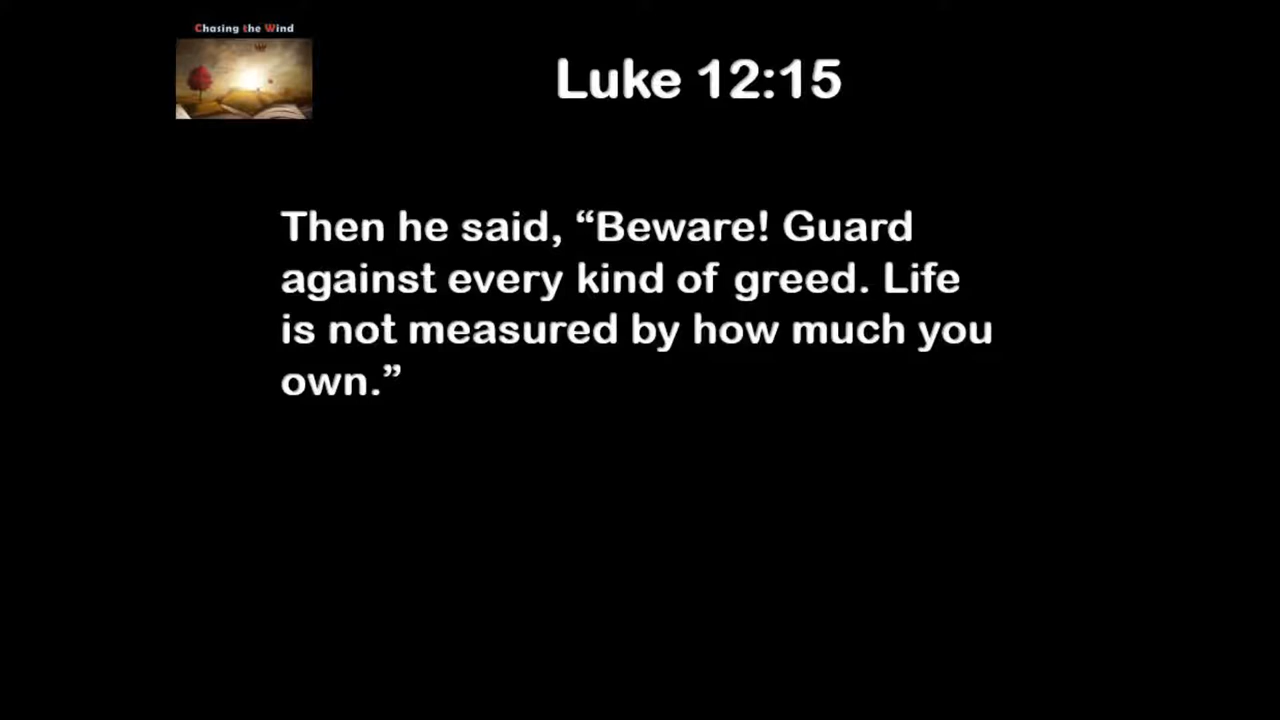 Chasing the Wind
Luke 12:15
Then he said, “Beware! Guard
against every kind of greed. Life
is not measured by how much you
own.”